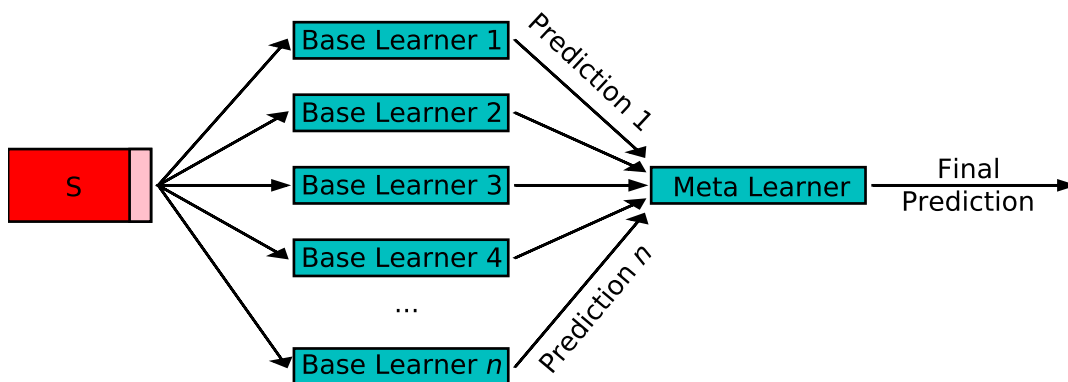 S
Base Learner 1
Base Learner 2
Base Learner 3
Base Learner 4
...
Base Learner n
Prediction 1
Prediction n
Meta Learner
Final
Prediction